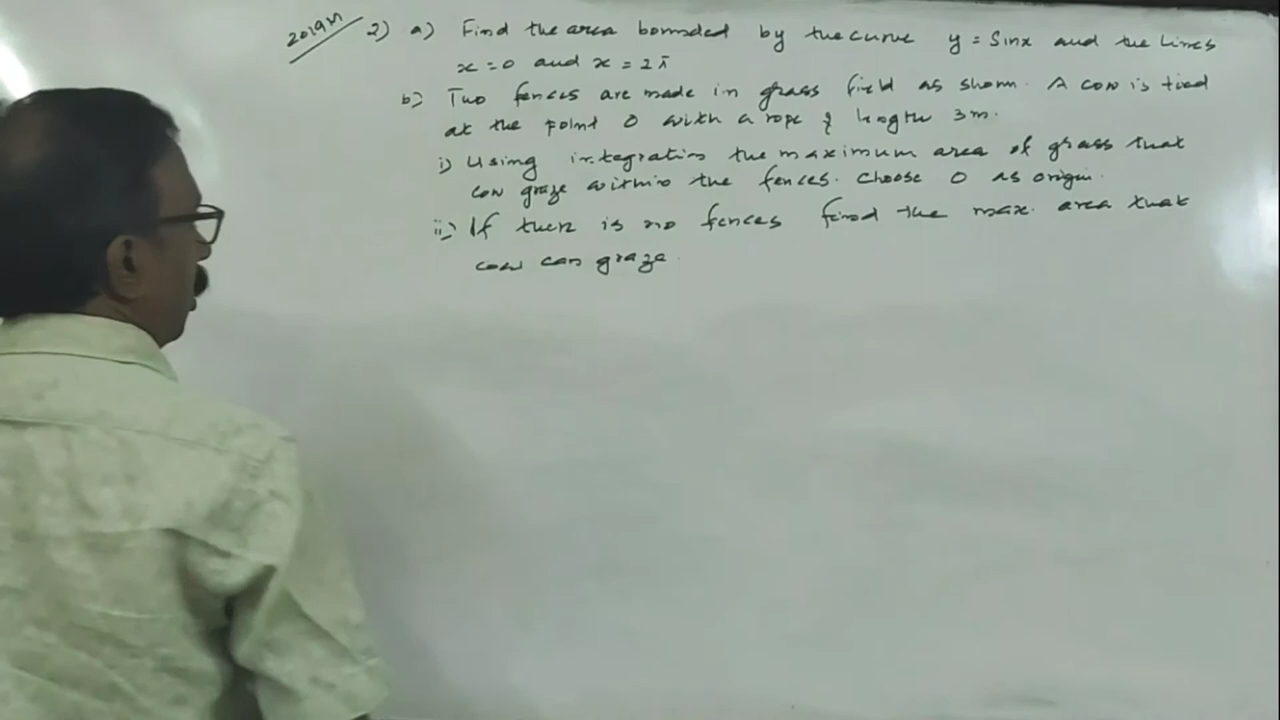 2019 M 2) a) Find the area bounded by the curve y = Sinx and the Lines
x = 0 and x = 2π
b) Two fences are made in grass field as shown. A cow is tied
at the point O with a rope of length 3m.
i) Using integration the maximum area of grass that
cow graze within the fences. Choose O as origin.
ii) If there is no fences find the max. area that
cow can graze.